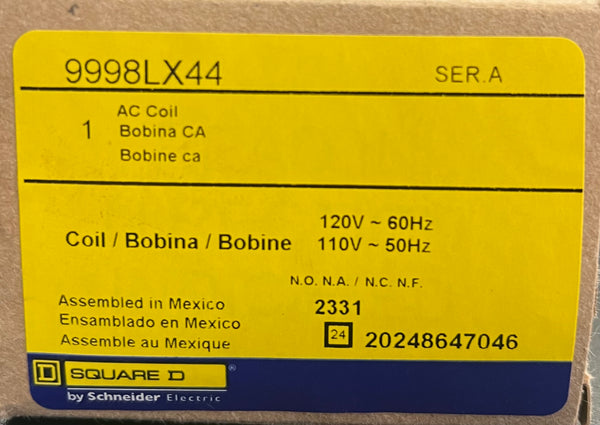 9998LX44 SER.A
1 AC Coil
Bobina CA
Bobine ca
120V ~ 60Hz
Coil / Bobina / Bobine 110V ~ 50Hz
N.O. N.A. / N.C. N.F.
Assembled in Mexico 2331
Ensamblado en Mexico
Assemble au Mexique 24 20248647046
D SQUARE D ®
by Schneider Electric